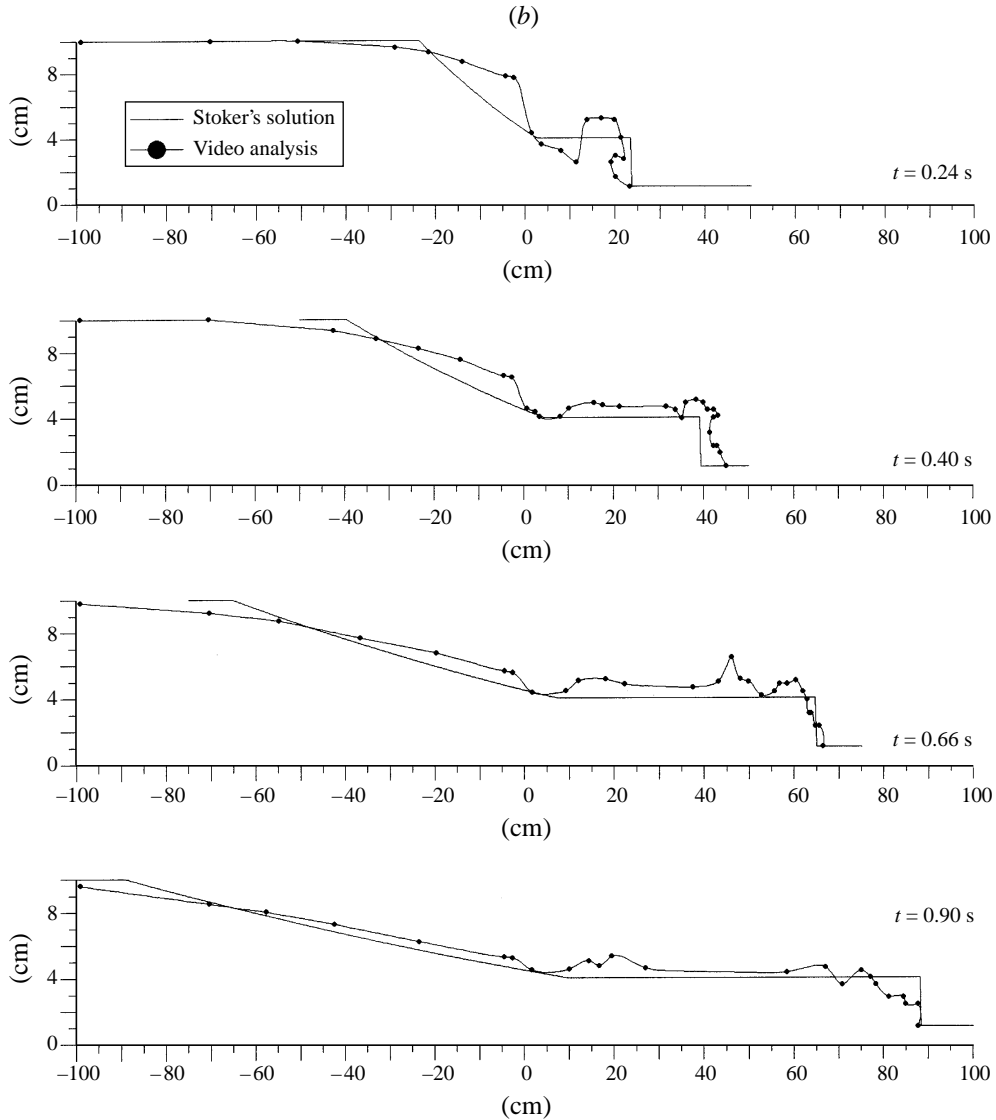 (b)
8
4
0
(cm)
Stoker's solution
Video analysis
t = 0.24 s
–100 –80 –60 –40 –20 0 20 40 60 80 100
(cm)
8
4
0
(cm)
t = 0.40 s
–100 –80 –60 –40 –20 0 20 40 60 80 100
(cm)
8
4
0
(cm)
t = 0.66 s
–100 –80 –60 –40 –20 0 20 40 60 80 100
(cm)
8
4
0
(cm)
t = 0.90 s
–100 –80 –60 –40 –20 0 20 40 60 80 100
(cm)